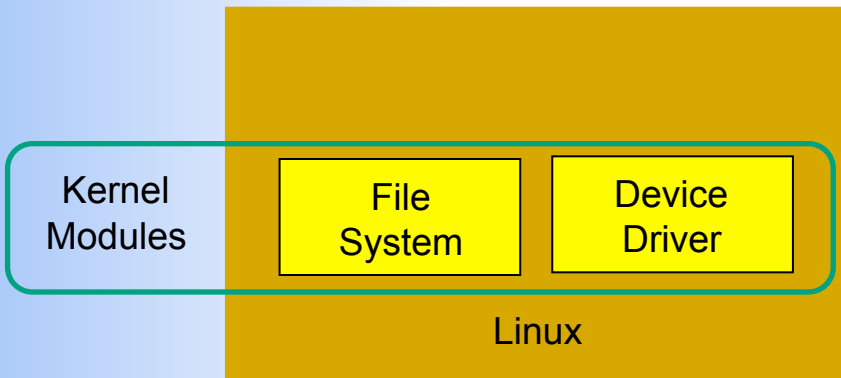 Kernel
Modules
File
System
Device
Driver
Linux